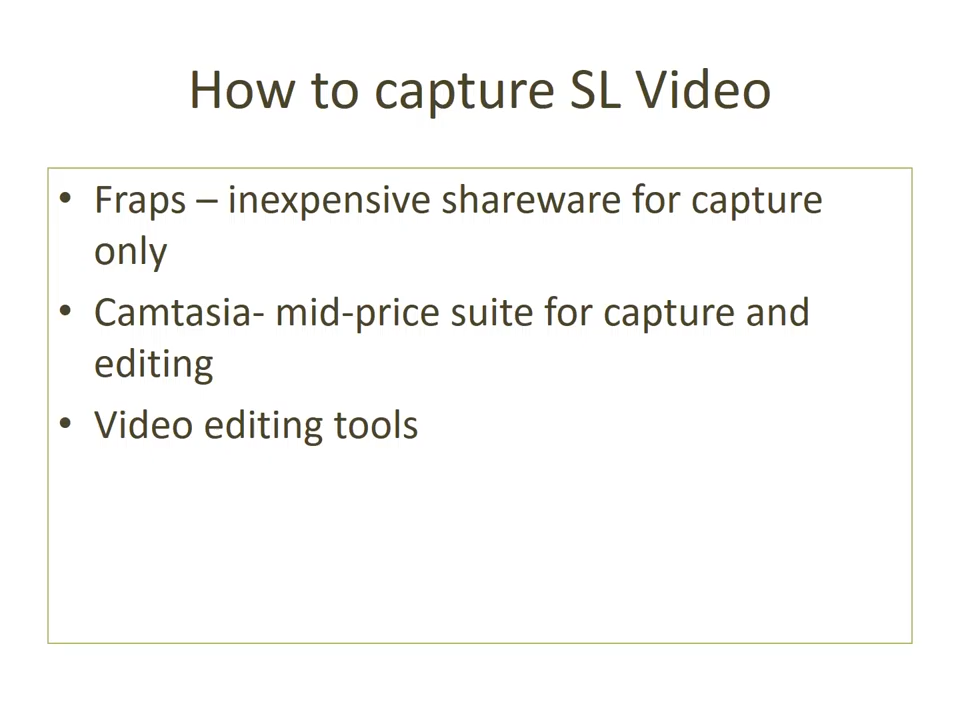 How to capture SL Video
• Fraps – inexpensive shareware for capture
only
• Camtasia- mid-price suite for capture and
editing
• Video editing tools